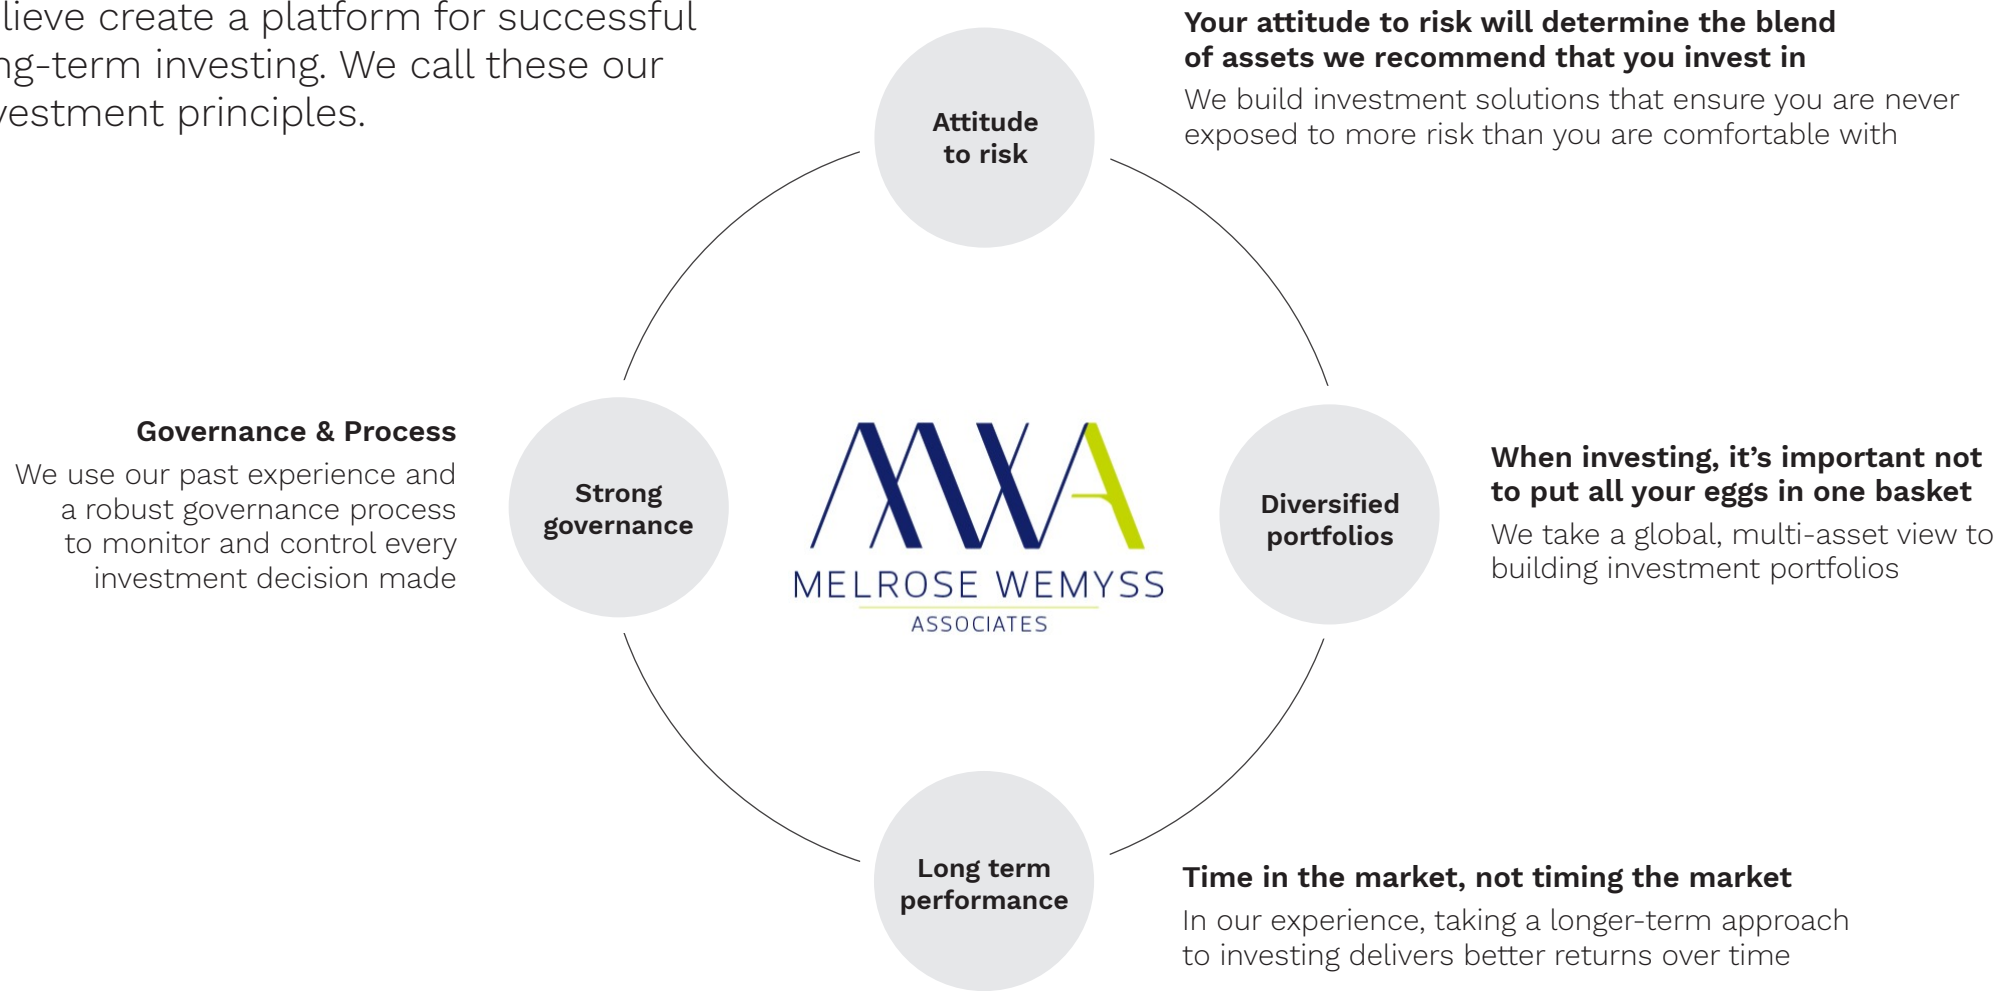 lieve create a platform for successful
ng-term investing. We call these our
vestment principles.
Attitude
to risk
Your attitude to risk will determine the blend
of assets we recommend that you invest in
We build investment solutions that ensure you are never
exposed to more risk than you are comfortable with
Governance & Process
We use our past experience and
a robust governance process
to monitor and control every
investment decision made
Strong
governance
MWA
MELROSE WEMYSS
ASSOCIATES
Diversified
portfolios
When investing, it’s important not
to put all your eggs in one basket
We take a global, multi-asset view to
building investment portfolios
Long term
performance
Time in the market, not timing the market
In our experience, taking a longer-term approach
to investing delivers better returns over time